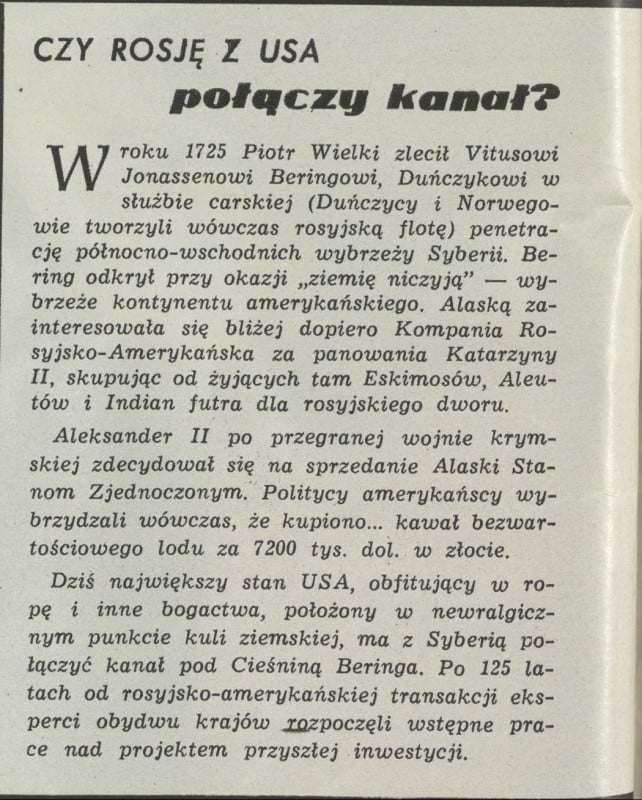 CZY ROSJĘ Z USA
połączy kanał?
W roku 1725 Piotr Wielki zlecił Vitusowi
Jonassenowi Beringowi, Duńczykowi w
służbie carskiej (Duńczycy i Norwego-
wie tworzyli wówczas rosyjską flotę) penetra-
cję północno-wschodnich wybrzeży Syberii. Be-
ring odkrył przy okazji „ziemię niczyją" — wy-
brzeże kontynentu amerykańskiego. Alaską za-
interesowała się bliżej dopiero Kompania Ro-
syjsko-Amerykańska za panowania Katarzyny
II, skupując od żyjących tam Eskimosów, Aleu-
tów i Indian futra dla rosyjskiego dworu.
Aleksander II po przegranej wojnie krym-
skiej zdecydował się na sprzedanie Alaski Sta-
nom Zjednoczonym. Politycy amerykańscy wy-
brzydzali wówczas, że kupiono... kawał bezwar-
tościowego lodu za 7200 tys. dol. w złocie.
Dziś największy stan USA, obfitujący w ro-
pę i inne bogactwa, położony w newralgicz-
nym punkcie kuli ziemskiej, ma z Syberią po-
łączyć kanał pod Cieśniną Beringa. Po 125 la-
tach od rosyjsko-amerykańskiej transakcji eks-
perci obydwu krajów rozpoczęli wstępne pra-
ce nad projektem przyszłej inwestycji.